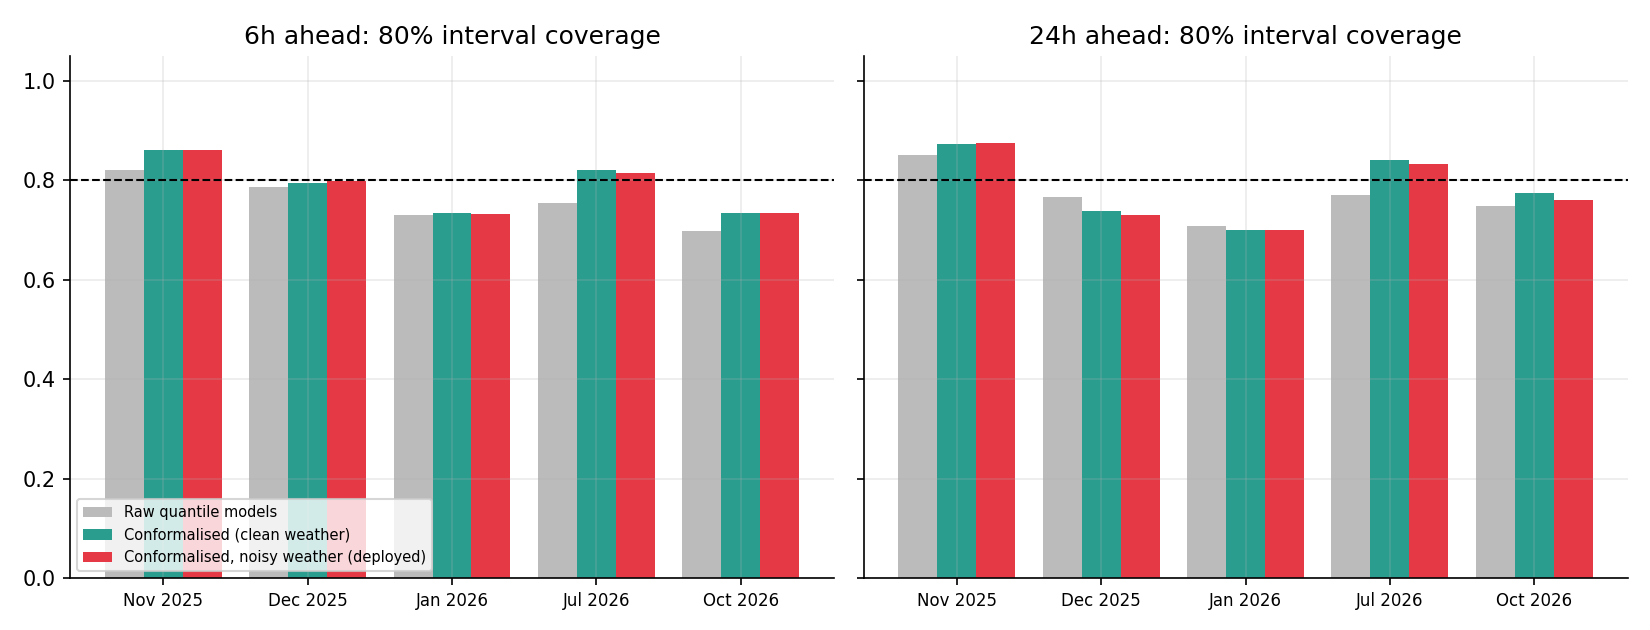 6h ahead: 80% interval coverage
1.0
0.8
0.6
0.4
0.2
0.0
Raw quantile models
Conformalised (clean weather)
Conformalised, noisy weather (deployed)
Nov 2025
Dec 2025
Jan 2026
Jul 2026
Oct 2026
24h ahead: 80% interval coverage
Nov 2025
Dec 2025
Jan 2026
Jul 2026
Oct 2026